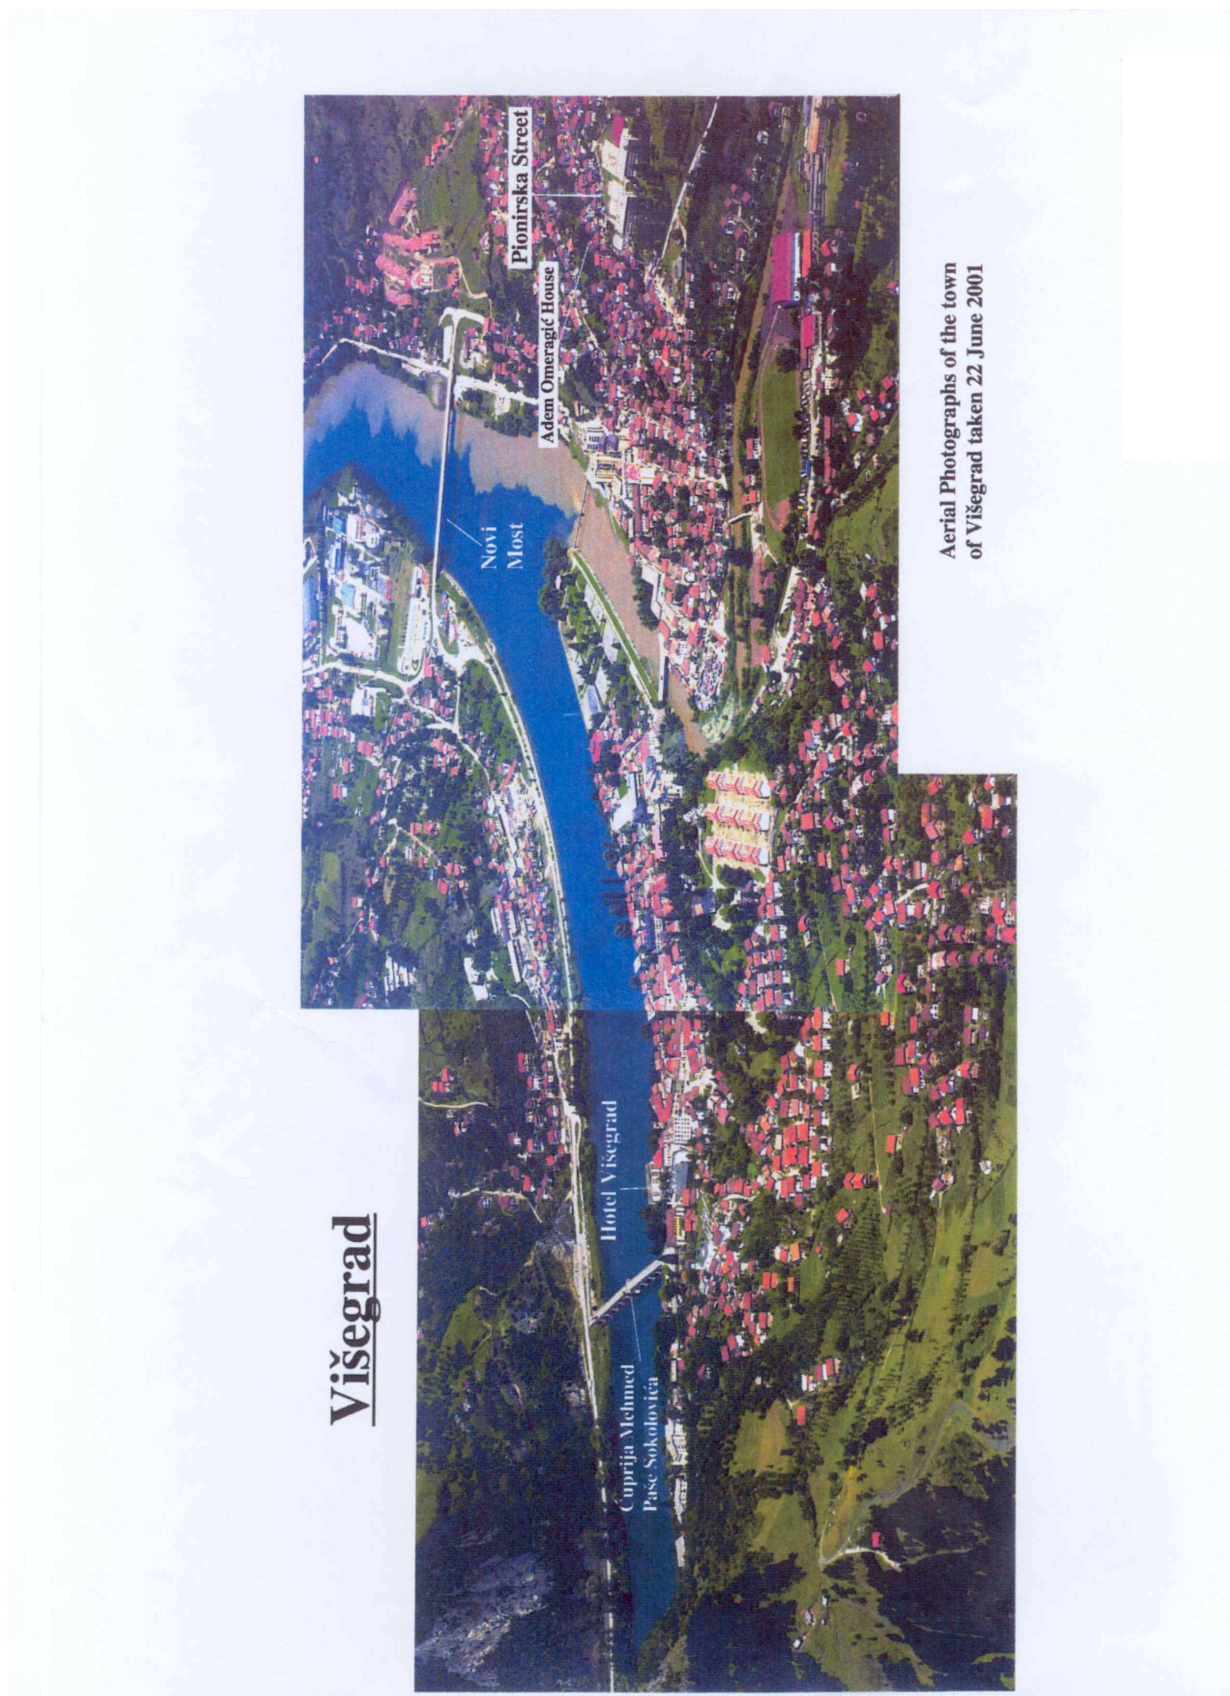 Višegrad
Ćuprija Mehmed
Paše Sokolovića
Hotel Višegrad
Novi
Most
Adem Omeragić House
Pionirska Street
Aerial Photographs of the town
of Višegrad taken 22 June 2001